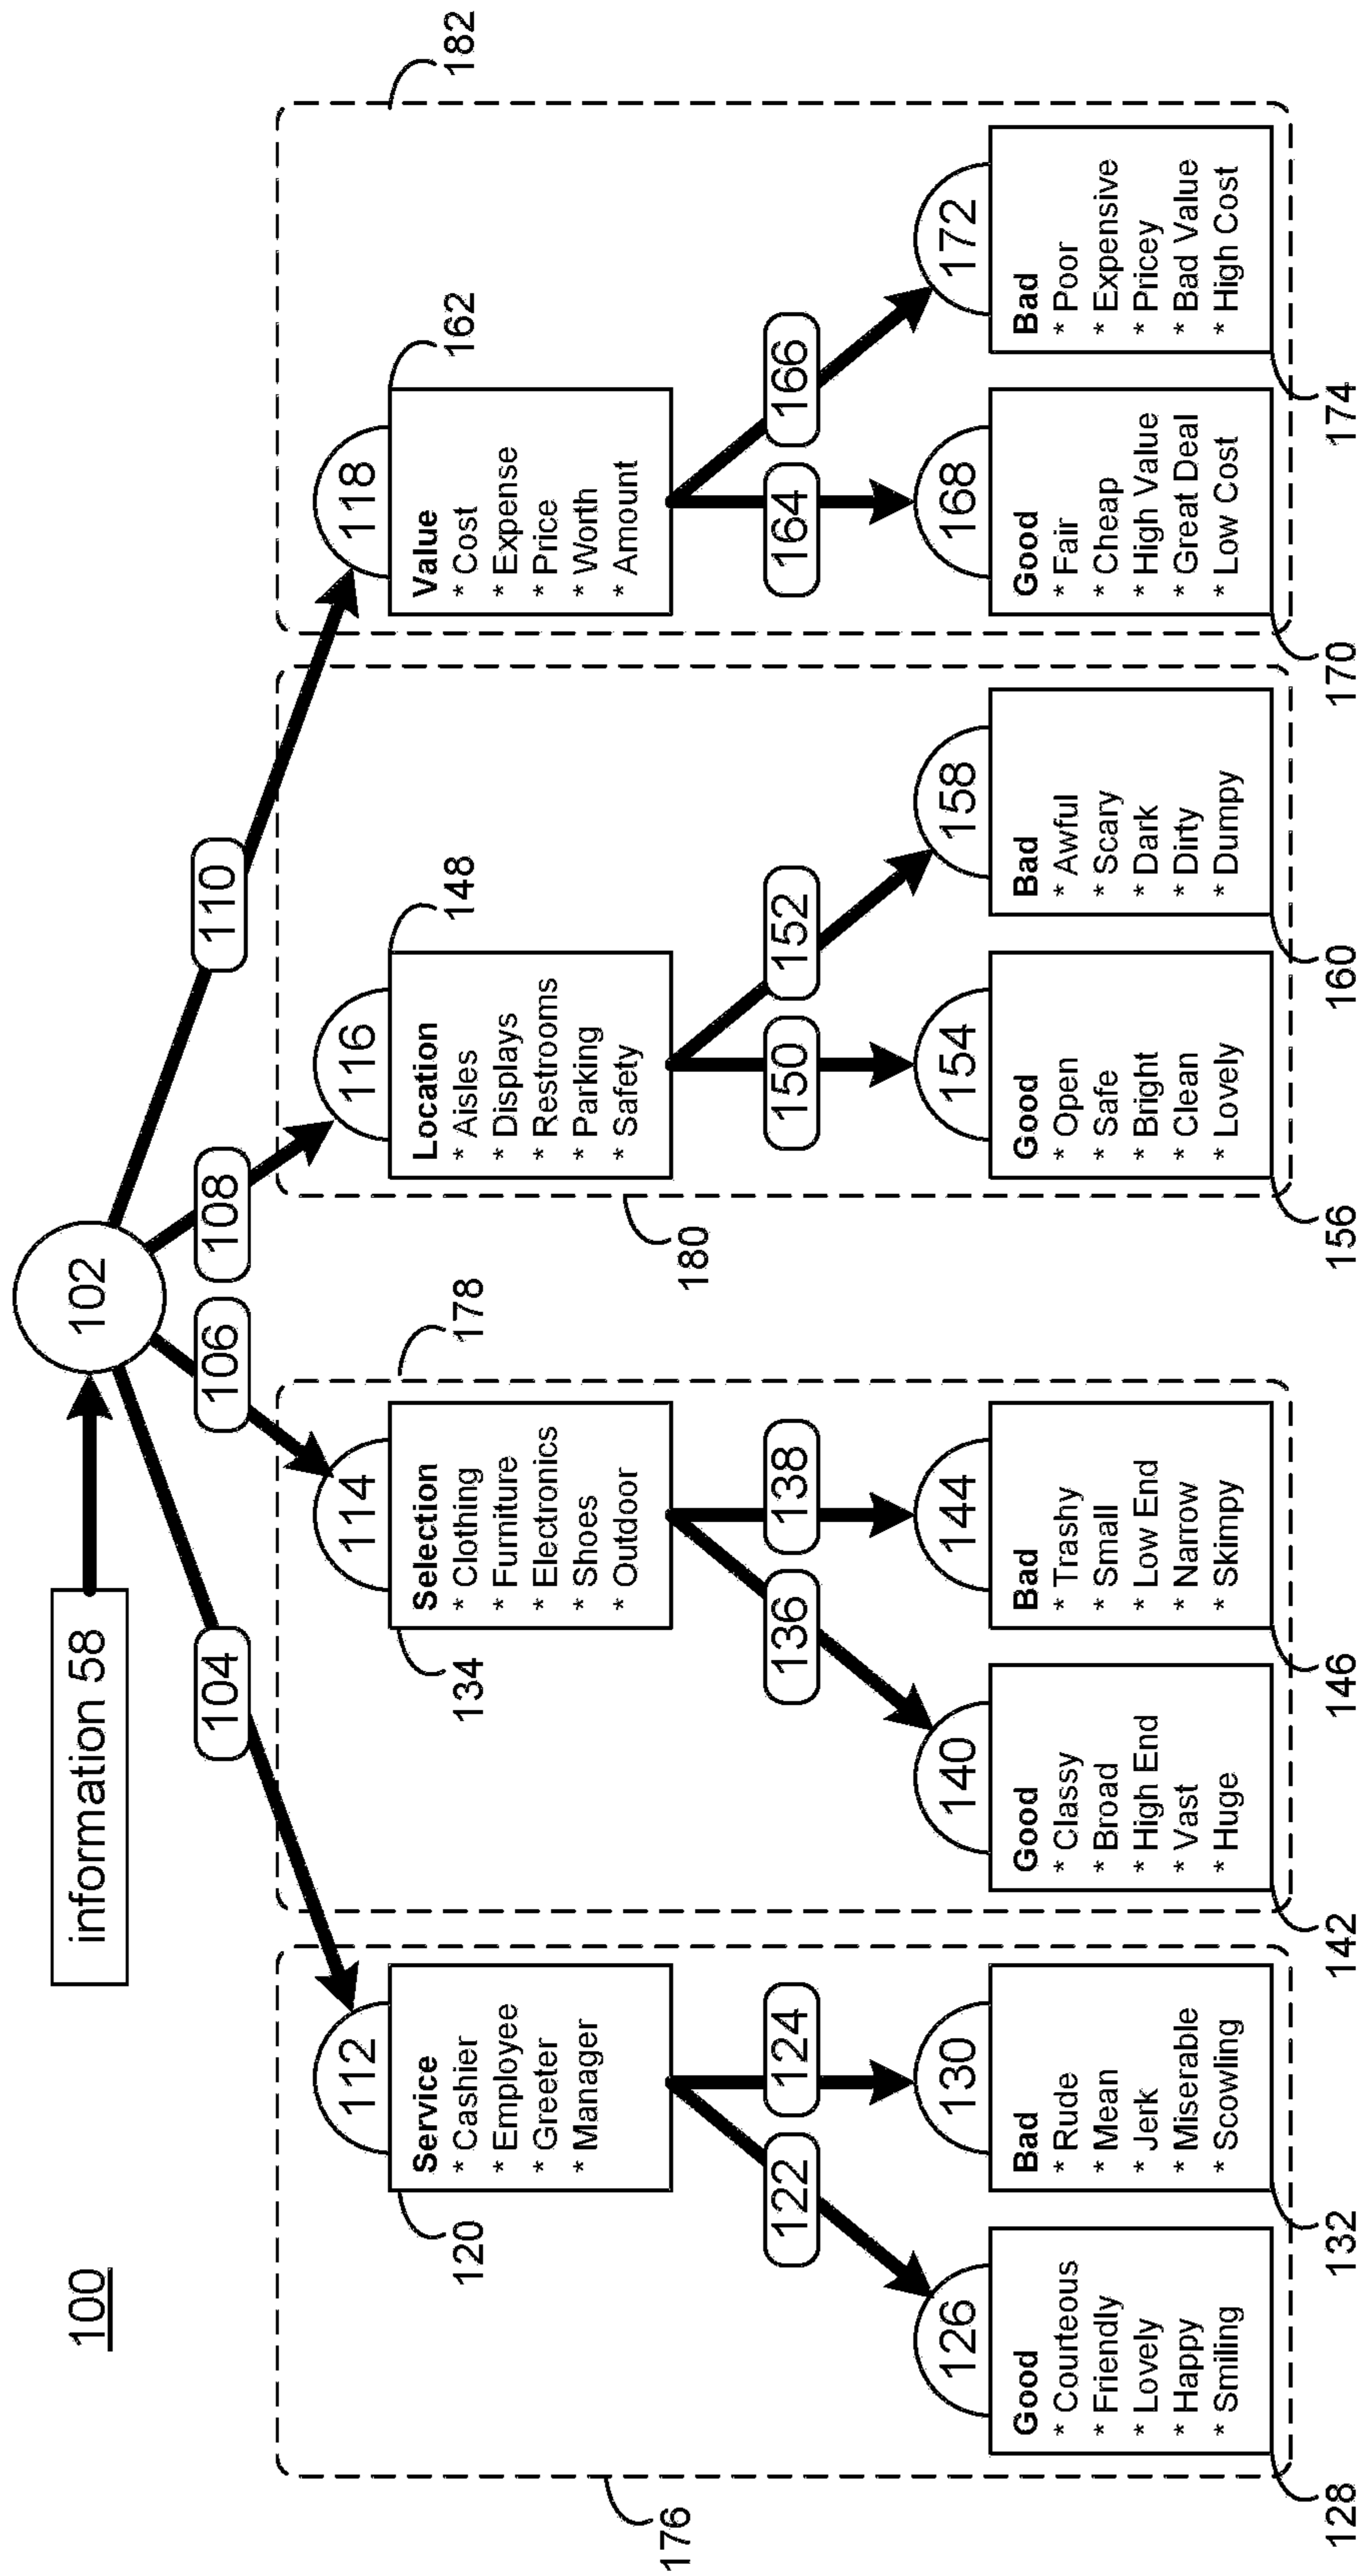 100
information 58
102
104
106
108
110
176
178
180
182
112
120
Service
* Cashier
* Employee
* Greeter
* Manager
122
124
126
Good
* Courteous
* Friendly
* Lovely
* Happy
* Smiling
128
130
Bad
* Rude
* Mean
* Jerk
* Miserable
* Scowling
132
114
134
Selection
* Clothing
* Furniture
* Electronics
* Shoes
* Outdoor
136
138
140
Good
* Classy
* Broad
* High End
* Vast
* Huge
142
144
Bad
* Trashy
* Small
* Low End
* Narrow
* Skimpy
146
116
148
Location
* Aisles
* Displays
* Restrooms
* Parking
* Safety
150
152
154
Good
* Open
* Safe
* Bright
* Clean
* Lovely
156
158
Bad
* Awful
* Scary
* Dark
* Dirty
* Dumpy
160
118
162
Value
* Cost
* Expense
* Price
* Worth
* Amount
164
166
168
Good
* Fair
* Cheap
* High Value
* Great Deal
* Low Cost
170
172
Bad
* Poor
* Expensive
* Pricey
* Bad Value
* High Cost
174